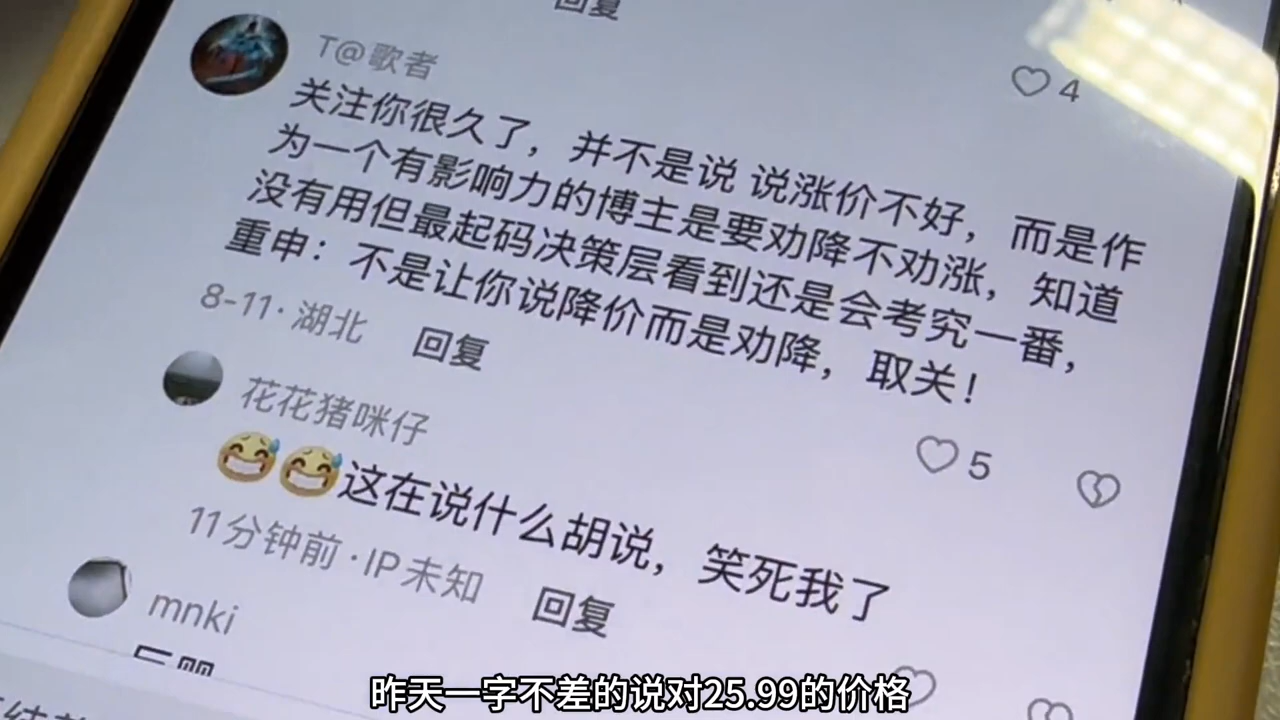 回复
T@歌者
4
关注你很久了，并不是说 说涨价不好，而是作
为一个有影响力的博主是要劝降不劝涨，知道
没有用但最起码决策层看到还是会考究一番，
重申：不是让你说降价而是劝降，取关！
8-11·湖北 回复
5
花花猪咪仔
😅😅这在说什么胡说，笑死我了
11分钟前·IP未知 回复
mnki
昨天一字不差的说对25.99的价格